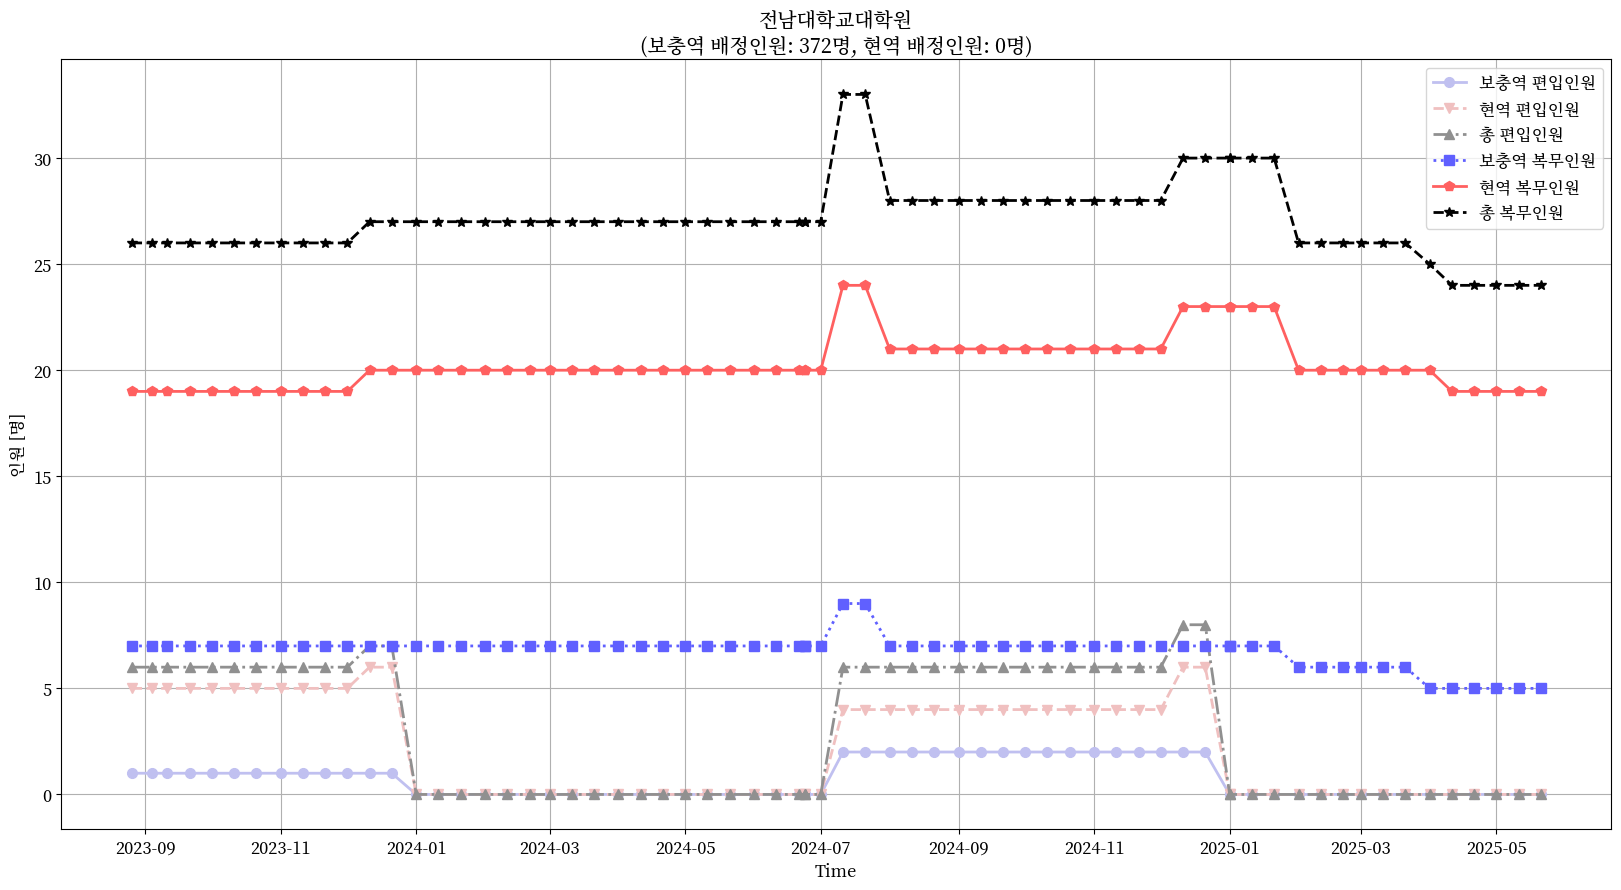 전남대학교대학원
(보충역 배정인원: 372명, 현역 배정인원: 0명)
보충역 편입인원
현역 편입인원
총 편입인원
보충역 복무인원
현역 복무인원
총 복무인원
인원 [명]
30
25
20
15
10
5
0
2023-09
2023-11
2024-01
2024-03
2024-05
2024-07
2024-09
2024-11
2025-01
2025-03
2025-05
Time